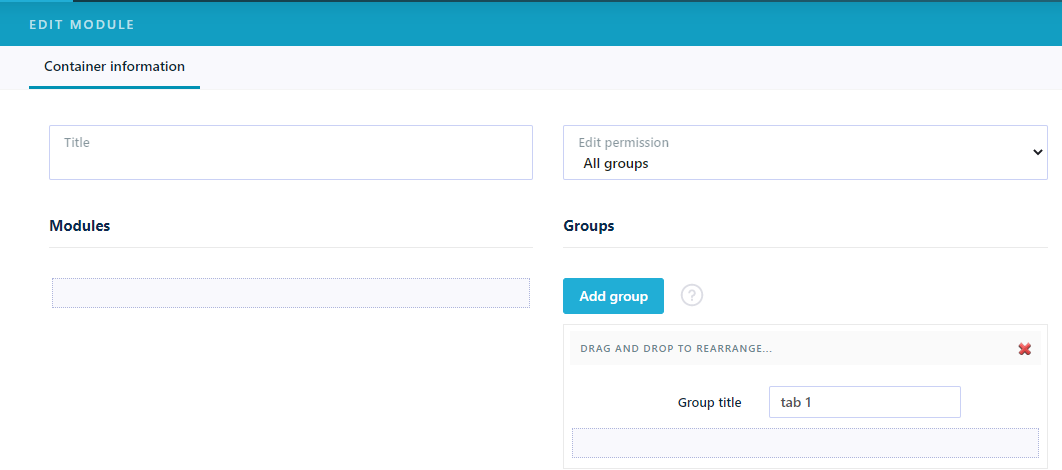 EDIT MODULE
Container information
Title
Edit permission
All groups
Modules
Groups
Add group
?
DRAG AND DROP TO REARRANGE...
Group title
tab 1